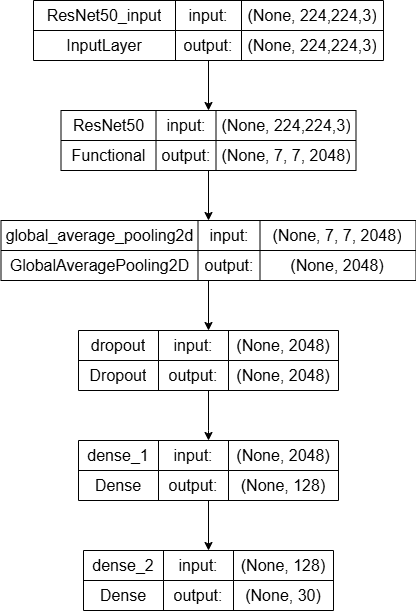 ResNet50_input input: (None, 224,224,3)
InputLayer output: (None, 224,224,3)
ResNet50 input: (None, 224,224,3)
Functional output: (None, 7, 7, 2048)
global_average_pooling2d input: (None, 7, 7, 2048)
GlobalAveragePooling2D output: (None, 2048)
dropout input: (None, 2048)
Dropout output: (None, 2048)
dense_1 input: (None, 2048)
Dense output: (None, 128)
dense_2 input: (None, 128)
Dense output: (None, 30)